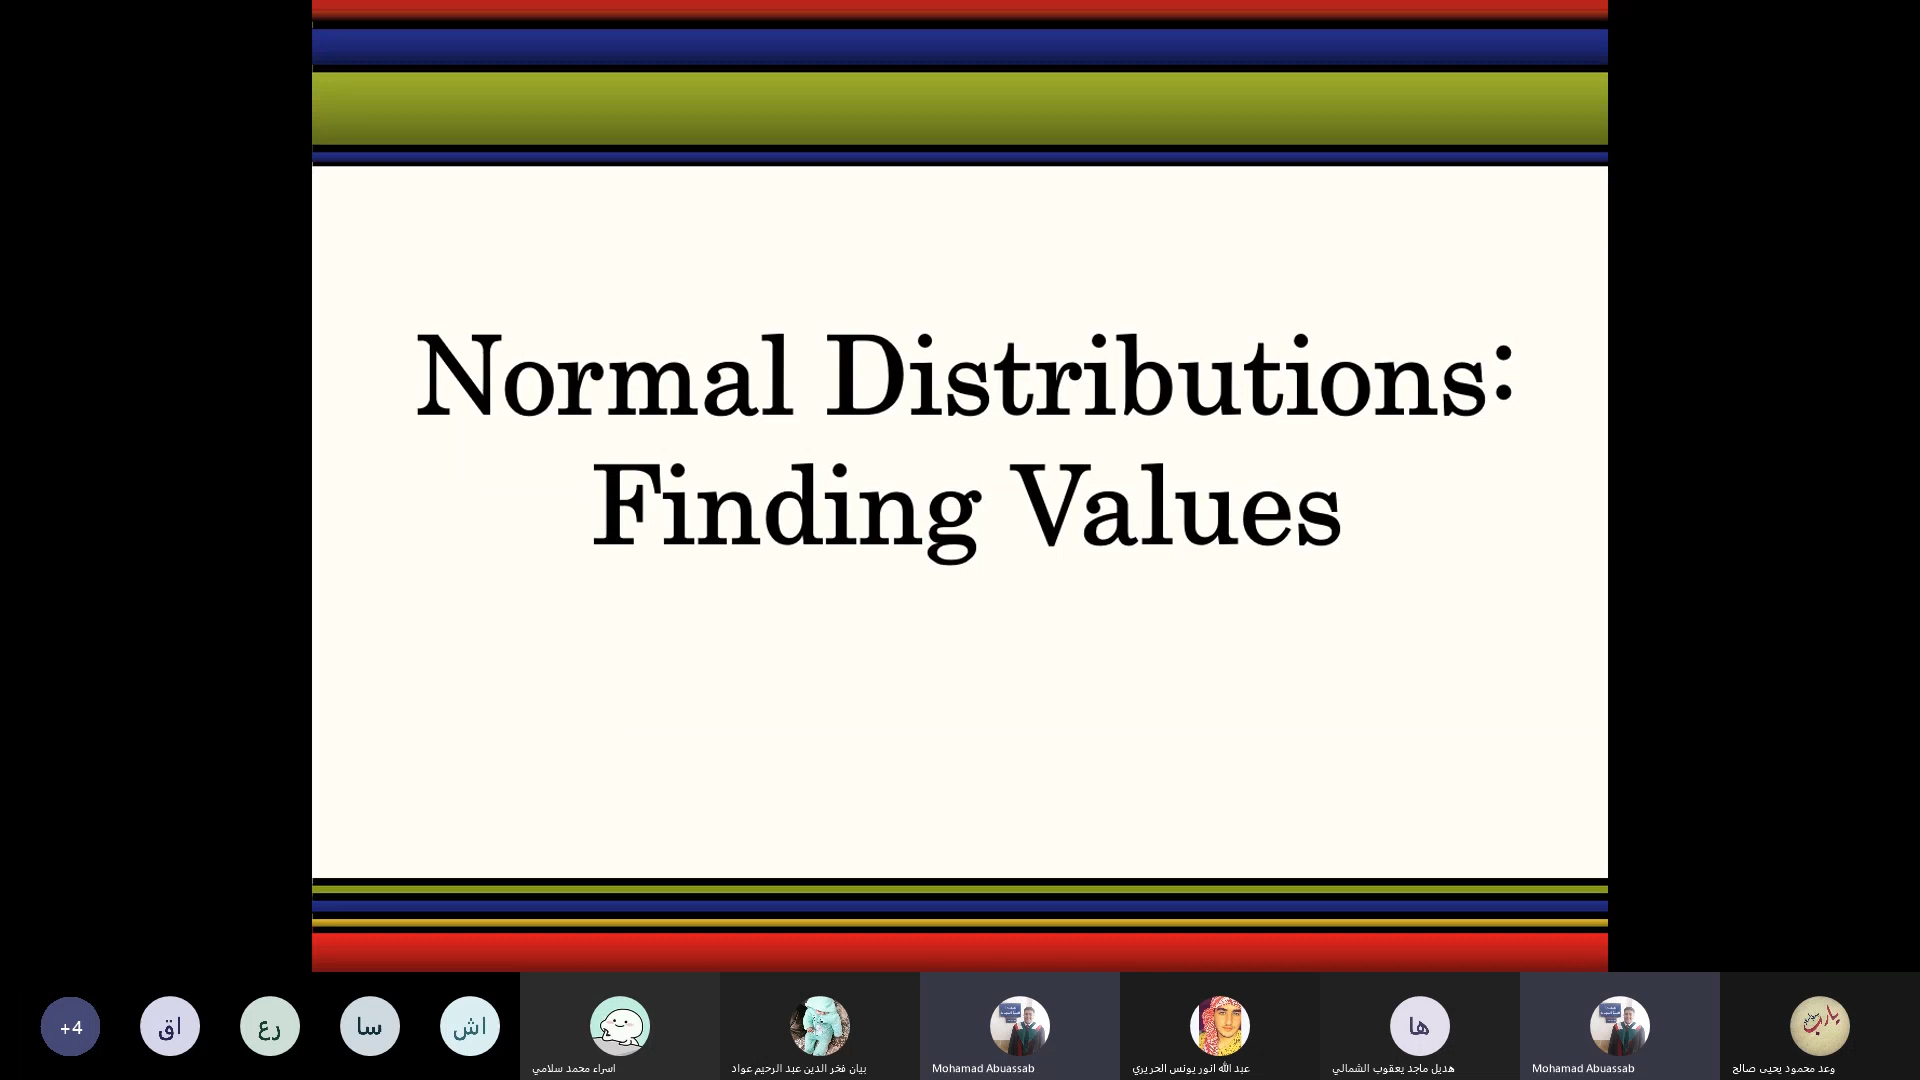 Normal Distributions:
Finding Values
+4
اق
رع
سا
اش
اسراء محمد سلامي
بيان فخر الدين عبد الرحيم عواد
Mohamad Abuassab
عبد الله انور يونس الحريري
ها
هديل ماجد يعقوب الشمالي
Mohamad Abuassab
يارب
وعد محمود يحيى صالح